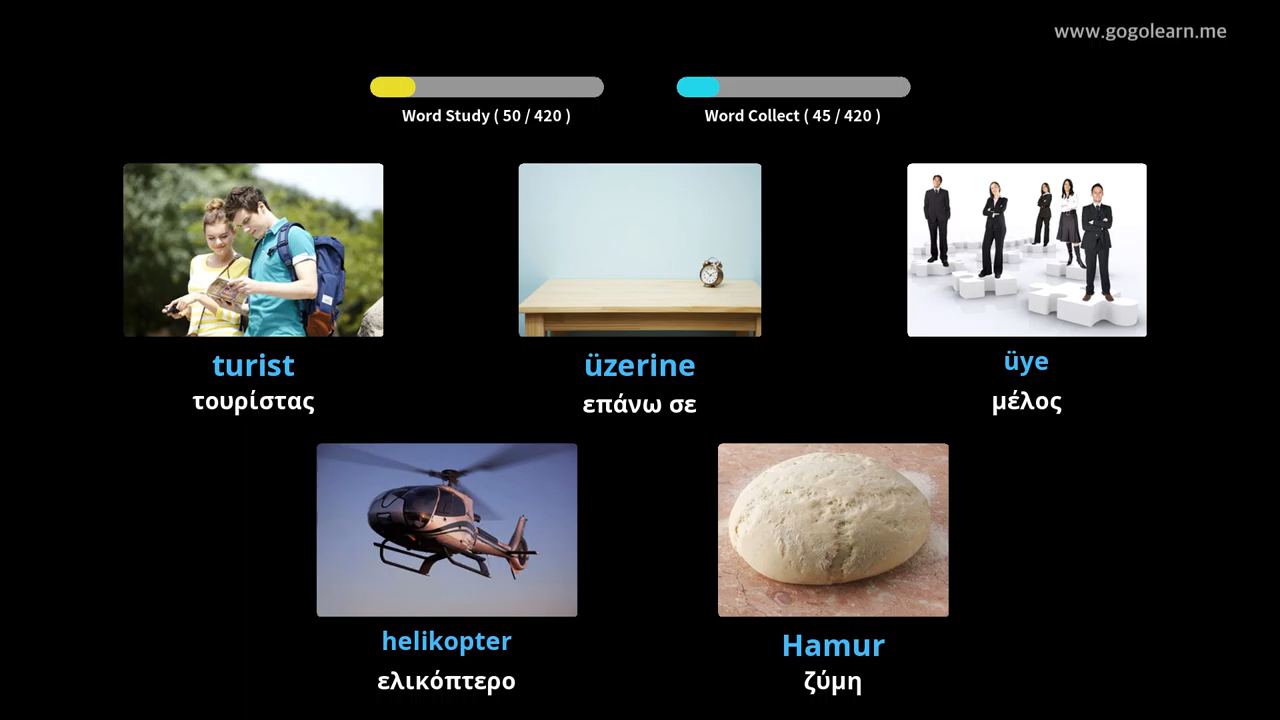 www.gogolearn.me
Word Study ( 50 / 420 )
Word Collect ( 45 / 420 )
turist
τουρίστας
üzerine
επάνω σε
üye
μέλος
helikopter
ελικόπτερο
Hamur
ζύμη